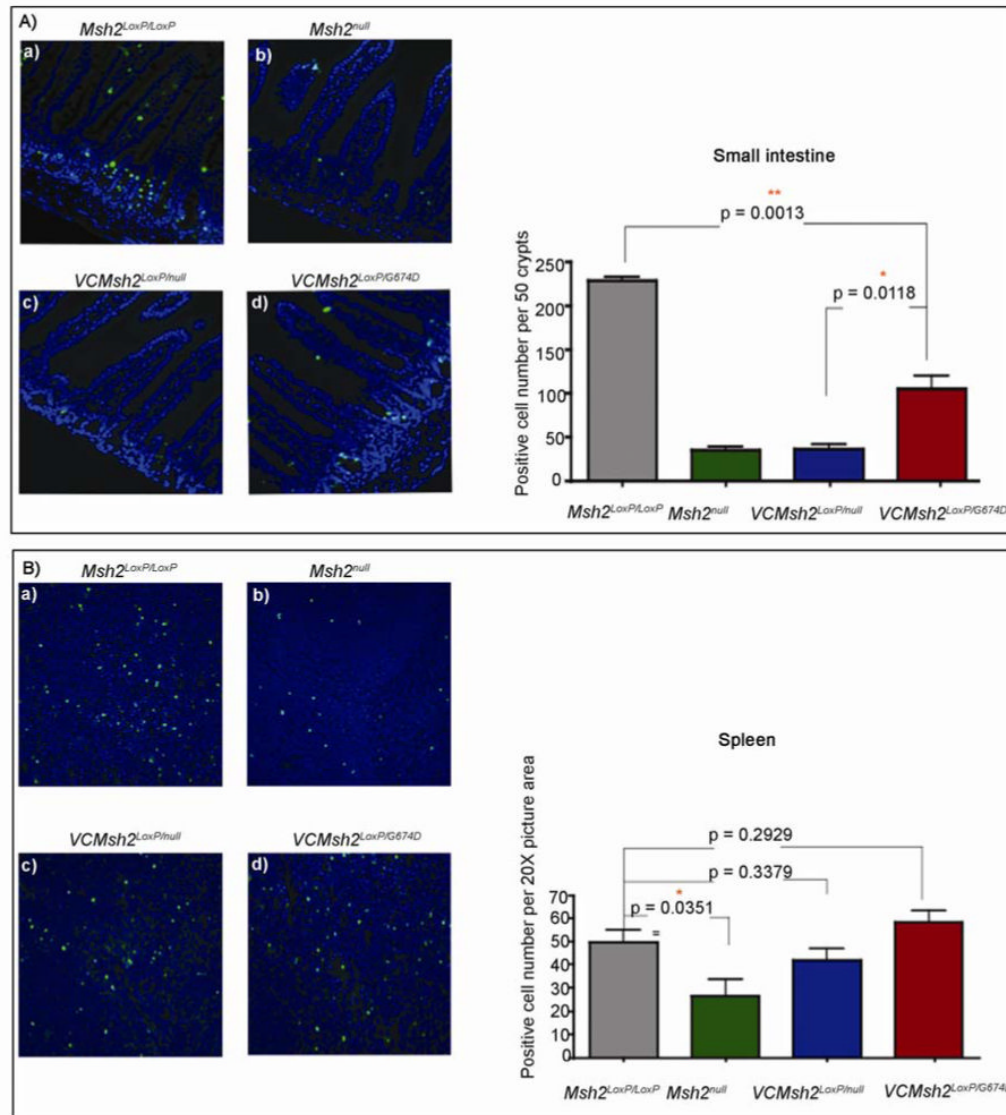 A)
Msh2LoxP/LoxP
Msh2null
a)
b)
VCMsh2LoxP/null
VCMsh2LoxP/G674D
c)
d)
Small intestine
**
p = 0.0013
*
p = 0.0118
Positive cell number per 50 crypts
250
200
150
100
50
0
Msh2LoxP/LoxP
Msh2null
VCMsh2LoxP/null
VCMsh2LoxP/G674D
B)
Msh2LoxP/LoxP
Msh2null
a)
b)
VCMsh2LoxP/null
VCMsh2LoxP/G674D
c)
d)
Spleen
p = 0.2929
p = 0.3379
*
p = 0.0351
=
Positive cell number per 20X picture area
70
60
50
40
30
20
10
0
Msh2LoxP/LoxP
Msh2null
VCMsh2LoxP/null
VCMsh2LoxP/G674D